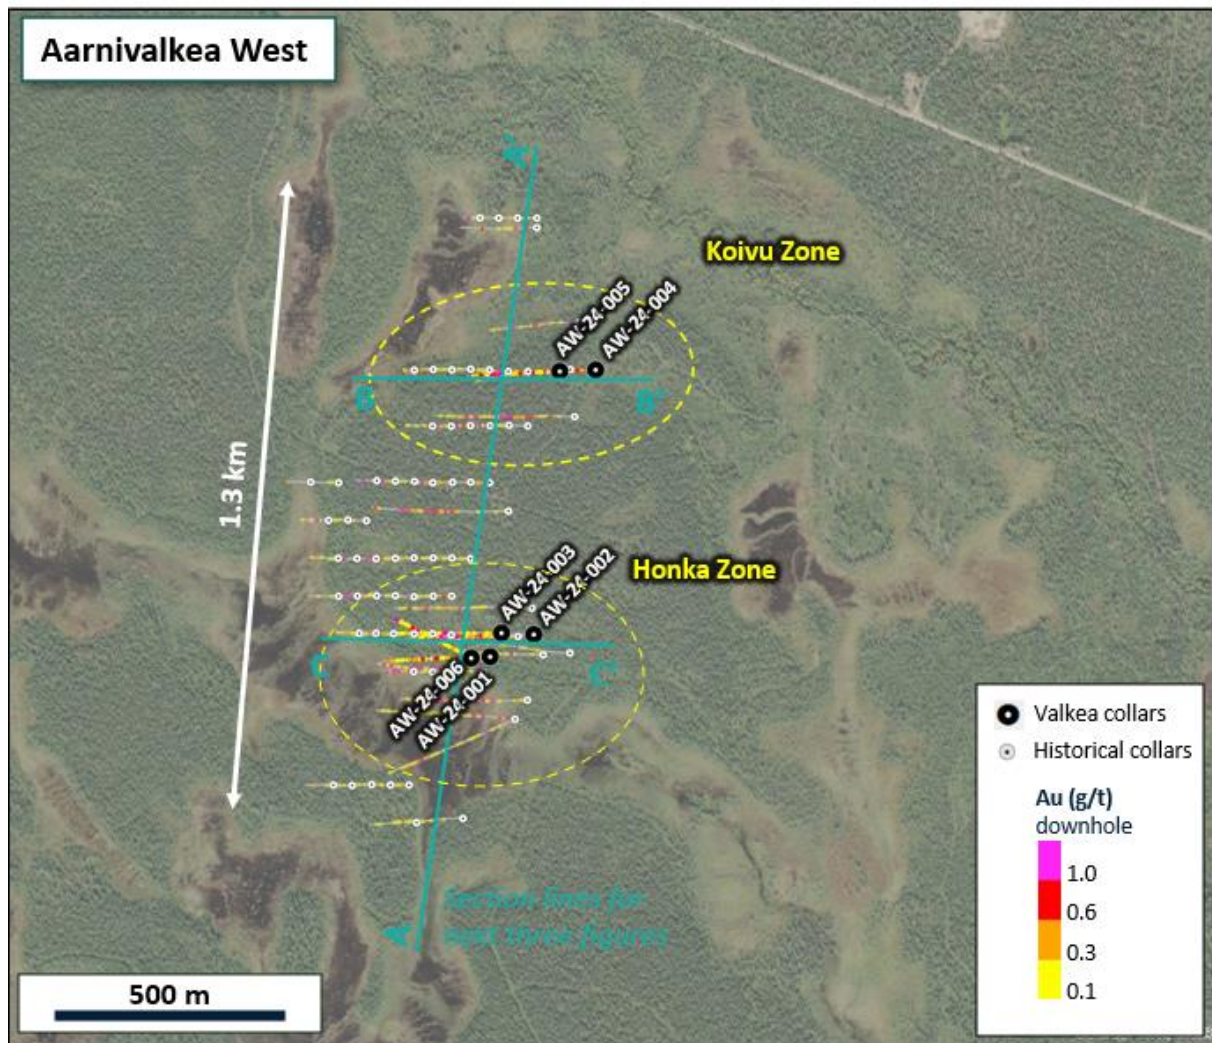 Aarnivalkea West
A'
Koivu Zone
AW-24-005
AW-24-004
B
B'
1.3 km
AW-24-003
AW-24-002
Honka Zone
C
C'
AW-24-006
AW-24-001
Valkea collars
Historical collars
Au (g/t)
downhole
1.0
0.6
0.3
0.1
A
Section lines for
next three figures
500 m